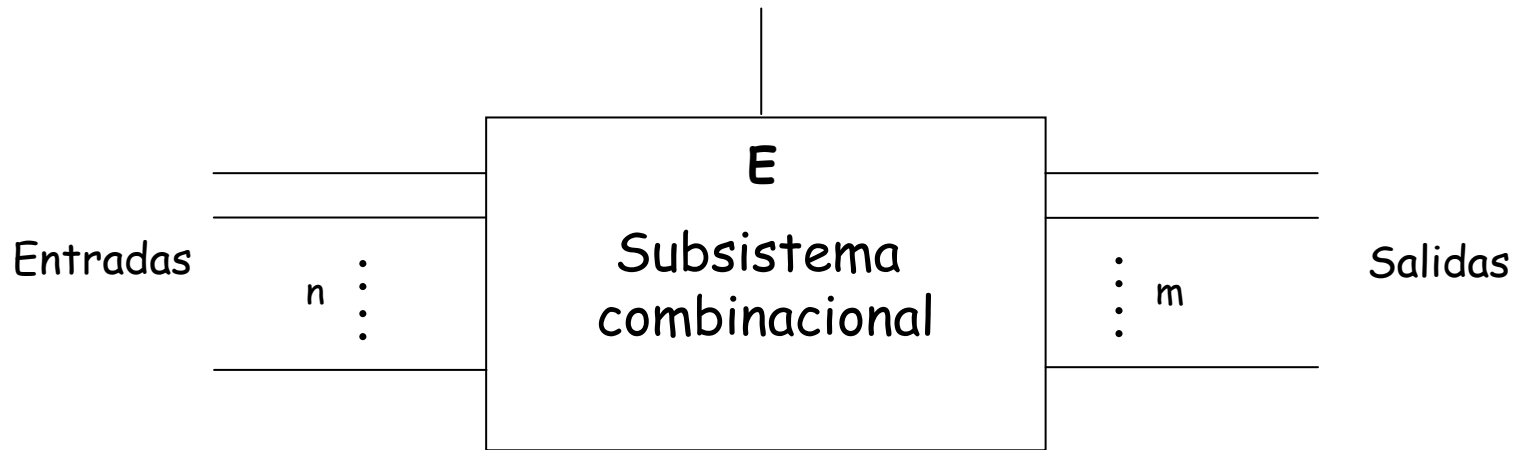 E
Subsistema
combinacional
Entradas
n
m
Salidas